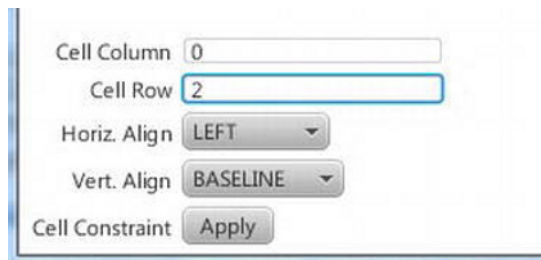 Cell Column 0
Cell Row 2
Horiz. Align LEFT
Vert. Align BASELINE
Cell Constraint Apply